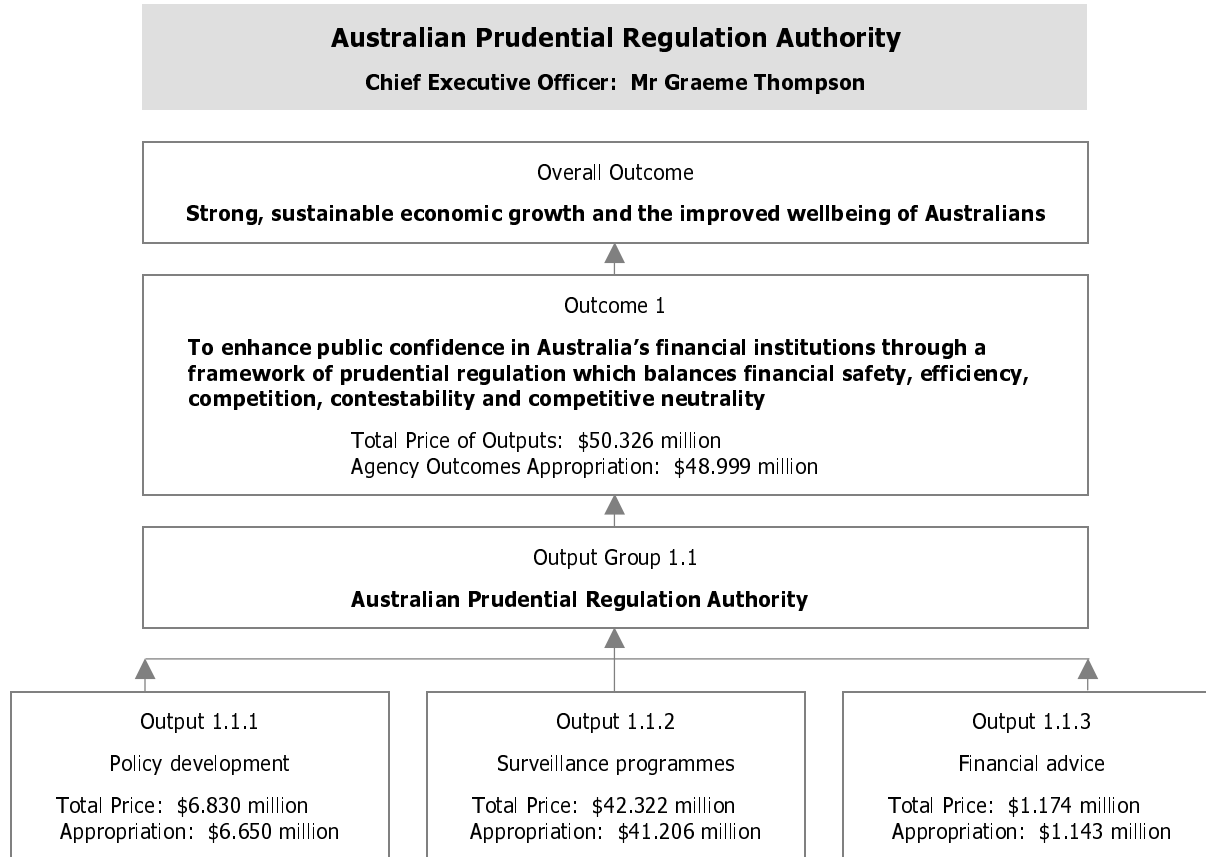 Australian Prudential Regulation Authority
Chief Executive Officer: Mr Graeme Thompson
Overall Outcome
Strong, sustainable economic growth and the improved wellbeing of Australians
Outcome 1
To enhance public confidence in Australia’s financial institutions through a
framework of prudential regulation which balances financial safety, efficiency,
competition, contestability and competitive neutrality
Total Price of Outputs: $50.326 million
Agency Outcomes Appropriation: $48.999 million
Output Group 1.1
Australian Prudential Regulation Authority
Output 1.1.1
Policy development
Total Price: $6.830 million
Appropriation: $6.650 million
Output 1.1.2
Surveillance programmes
Total Price: $42.322 million
Appropriation: $41.206 million
Output 1.1.3
Financial advice
Total Price: $1.174 million
Appropriation: $1.143 million